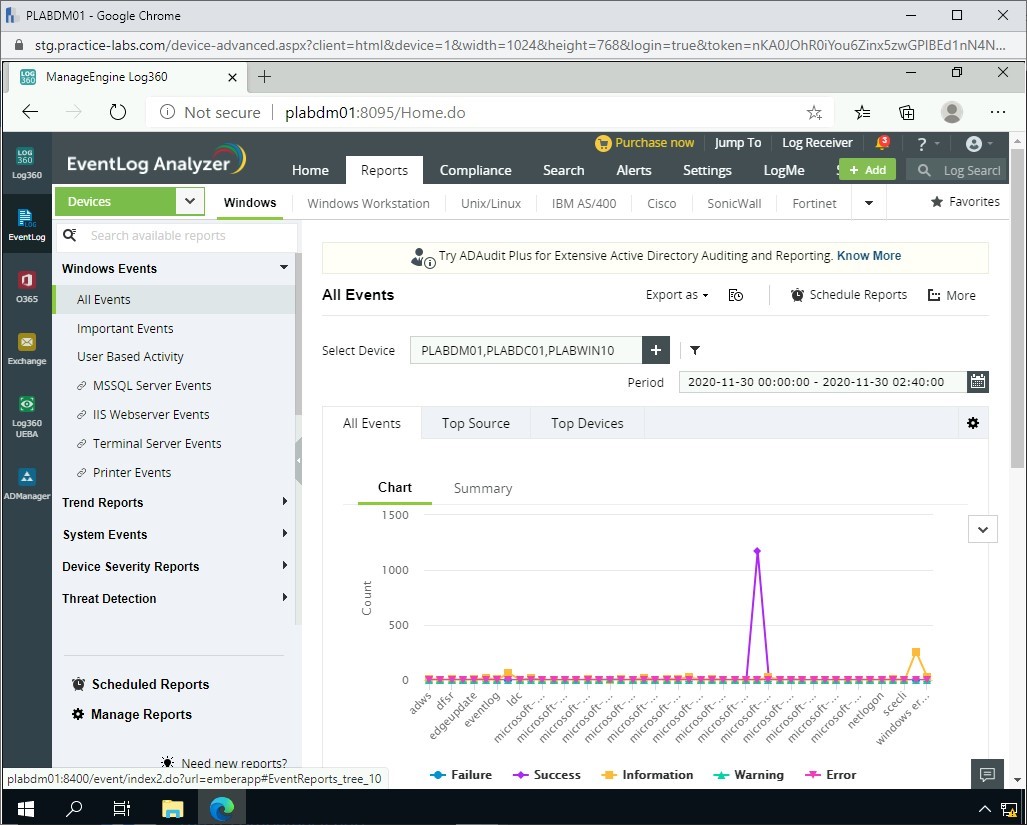 PLABDM01 - Google Chrome
stg.practice-labs.com/device-advanced.aspx?client=html&device=1&width=1024&height=768&login=true&token=nKA0JOhR0iYou6Zinx5zwGPIBEd1nN4N...
LOG 360 ManageEngine Log360
Not secure plabdm01:8095/Home.do
Purchase now Jump To Log Receiver 3 ?
LOG 360
Log360
EventLog Analyzer
Home Reports Compliance Search Alerts Settings LogMe + Add Log Search
Devices Windows Windows Workstation Unix/Linux IBM AS/400 Cisco SonicWall Fortinet Favorites
EventLog
O365
Exchange
Log360 UEBA
ADManager
Search available reports
Windows Events
All Events
Important Events
User Based Activity
MSSQL Server Events
IIS Webserver Events
Terminal Server Events
Printer Events
Trend Reports
System Events
Device Severity Reports
Threat Detection
Scheduled Reports
Manage Reports
Need new reports?
plabdm01:8400/event/index2.do?url=emberapp#EventReports_tree_10
Try ADAudit Plus for Extensive Active Directory Auditing and Reporting. Know More
All Events Export as Schedule Reports More
Select Device PLABDM01,PLABDC01,PLABWIN10 +
Period 2020-11-30 00:00:00 - 2020-11-30 02:40:00
All Events Top Source Top Devices
Chart Summary
1500
1000
500
0
Count
adws dfsr edgeupdate eventlog ldc microsoft-... microsoft-... microsoft-... microsoft-... microsoft-... microsoft-... microsoft-... microsoft-... microsoft-... microsoft-... microsoft-... microsoft-... microsoft-... microsoft-... microsoft-... netlogon scecli windows er...
Failure Success Information Warning Error